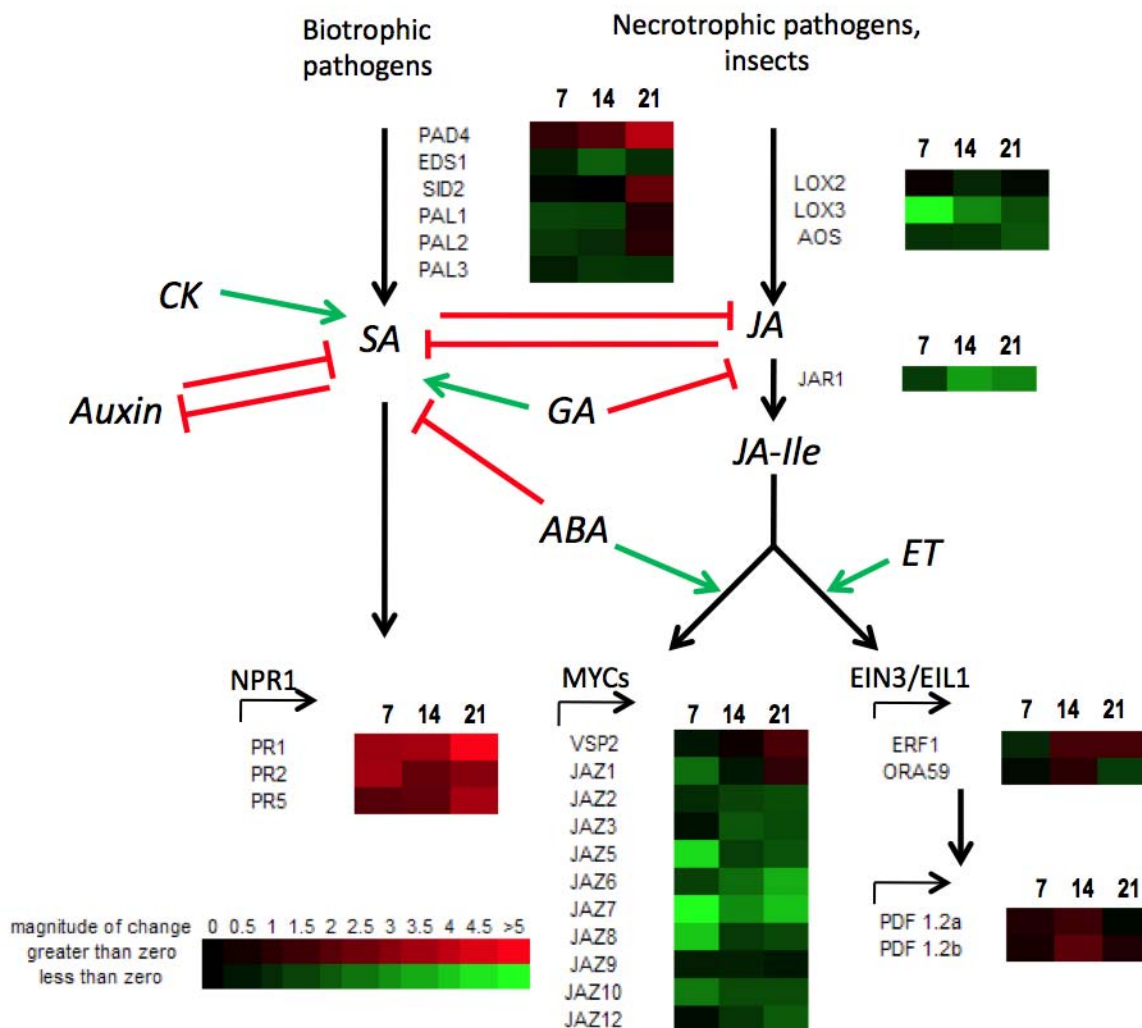 Biotrophic
pathogens
Necrotrophic pathogens,
insects
7 14 21
PAD4
EDS1
SID2
PAL1
PAL2
PAL3
7 14 21
LOX2
LOX3
AOS
CK
SA
JA
7 14 21
JAR1
Auxin
GA
JA-Ile
ABA
ET
NPR1
7 14 21
PR1
PR2
PR5
MYCs
7 14 21
VSP2
JAZ1
JAZ2
JAZ3
JAZ5
JAZ6
JAZ7
JAZ8
JAZ9
JAZ10
JAZ12
EIN3/EIL1
7 14 21
ERF1
ORA59
7 14 21
PDF 1.2a
PDF 1.2b
magnitude of change 0 0.5 1 1.5 2 2.5 3 3.5 4 4.5 >5
greater than zero
less than zero